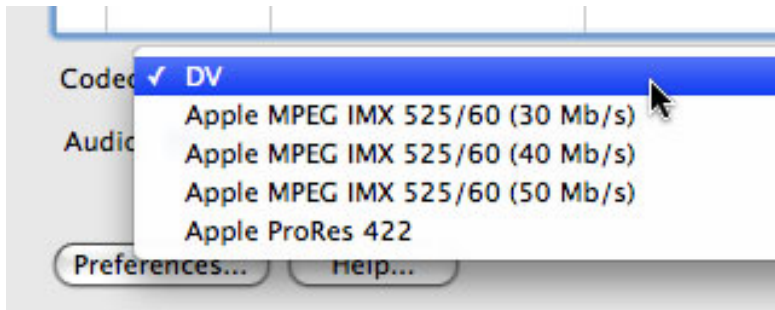 Codec ✓ DV
Apple MPEG IMX 525/60 (30 Mb/s)
Audio
Apple MPEG IMX 525/60 (40 Mb/s)
Apple MPEG IMX 525/60 (50 Mb/s)
Apple ProRes 422
Preferences... Help...